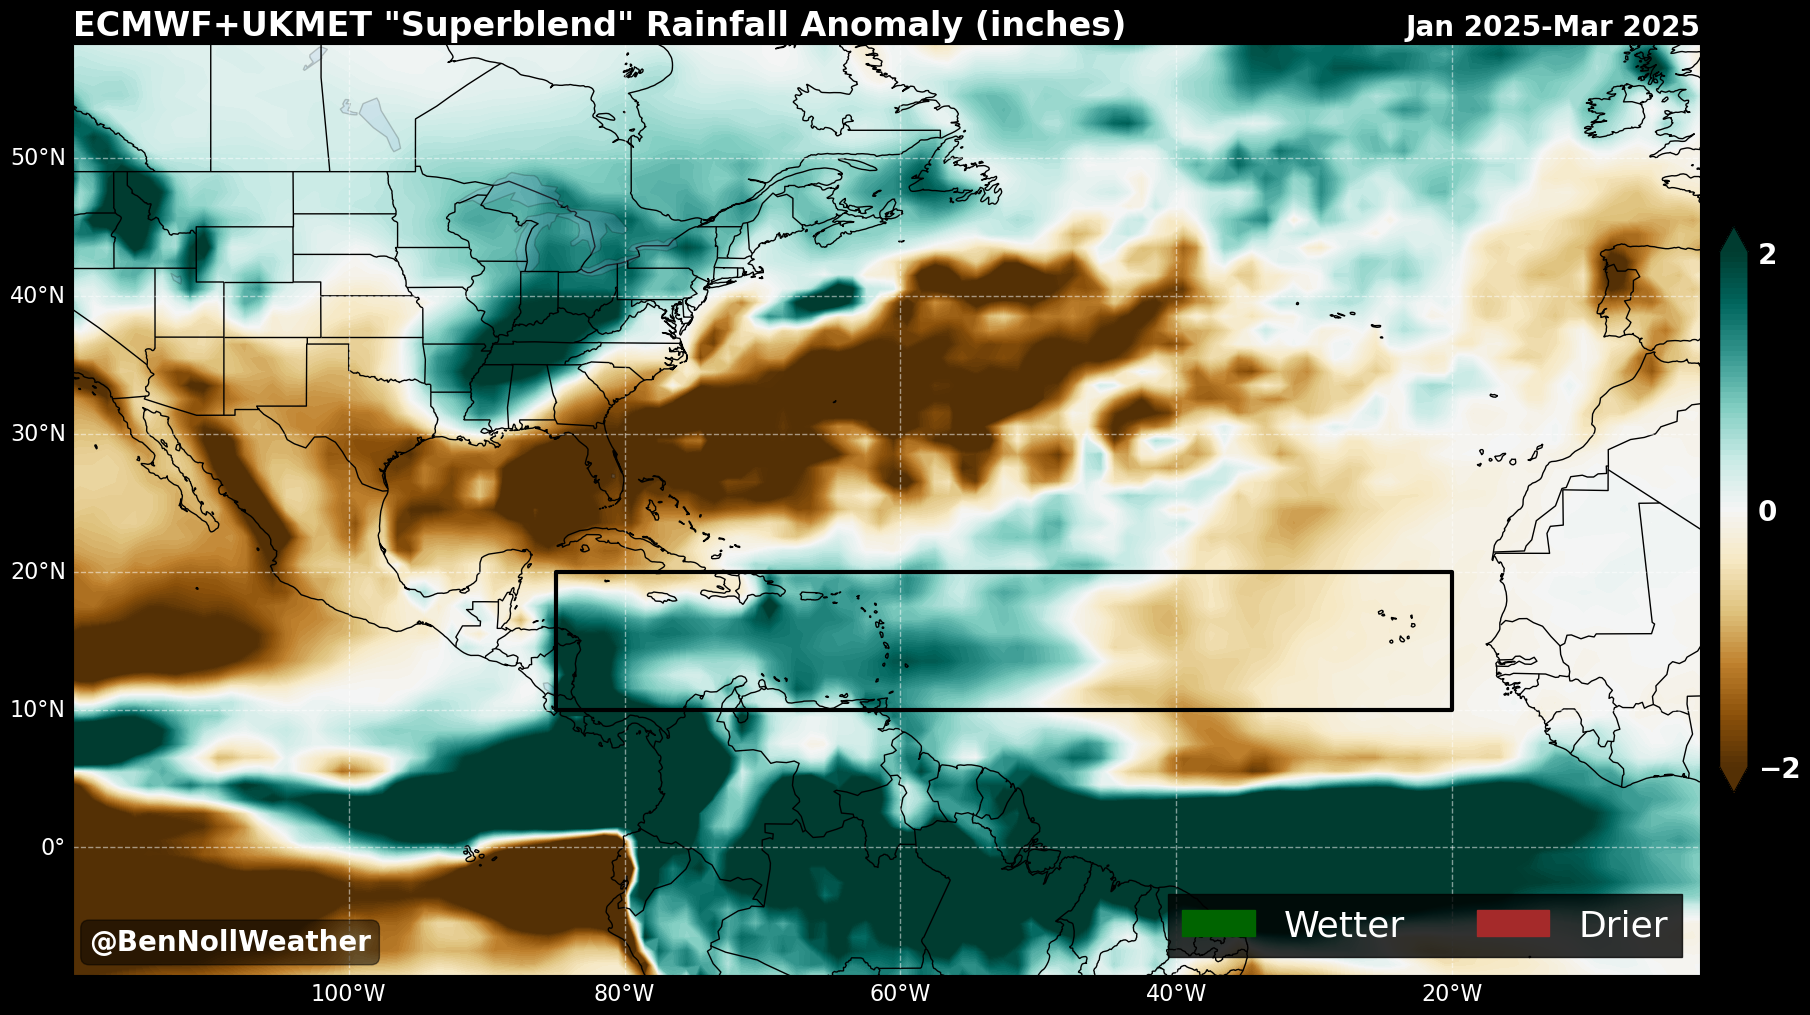 ECMWF+UKMET "Superblend" Rainfall Anomaly (inches)
Jan 2025-Mar 2025
50°N
40°N
30°N
20°N
10°N
0°
2
0
−2
@BenNollWeather
Wetter
Drier
100°W
80°W
60°W
40°W
20°W